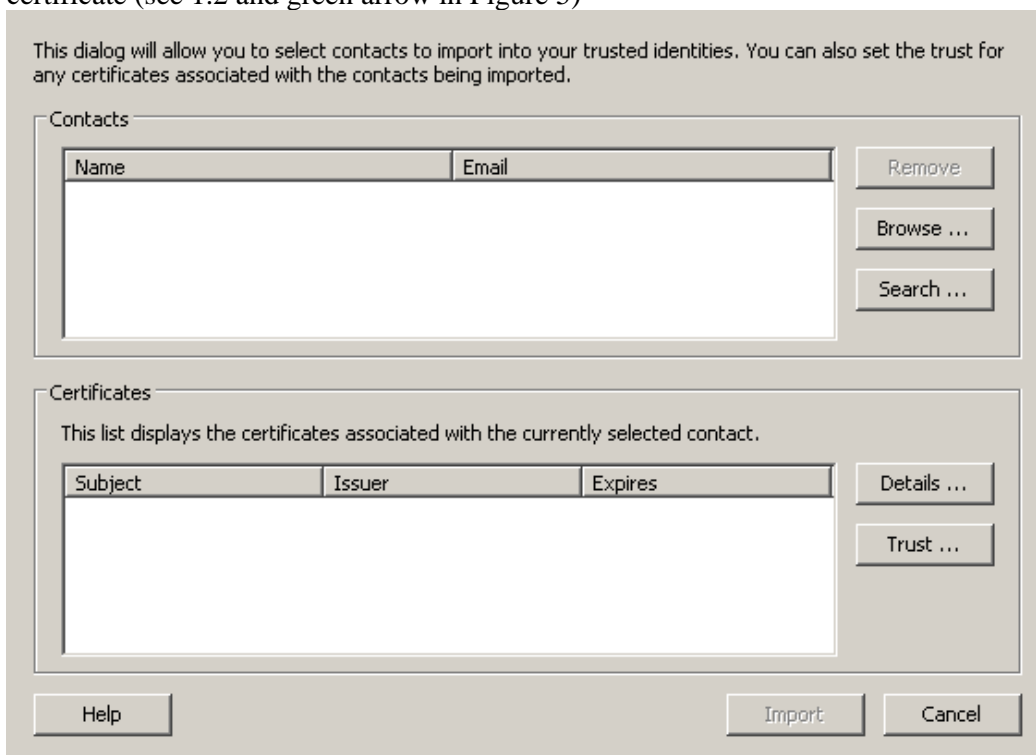 certificate (see 1.2 and green arrow in Figure 3)
This dialog will allow you to select contacts to import into your trusted identities. You can also set the trust for
any certificates associated with the contacts being imported.
Contacts
Name Email
Remove
Browse ...
Search ...
Certificates
This list displays the certificates associated with the currently selected contact.
Subject Issuer Expires
Details ...
Trust ...
Help Import Cancel